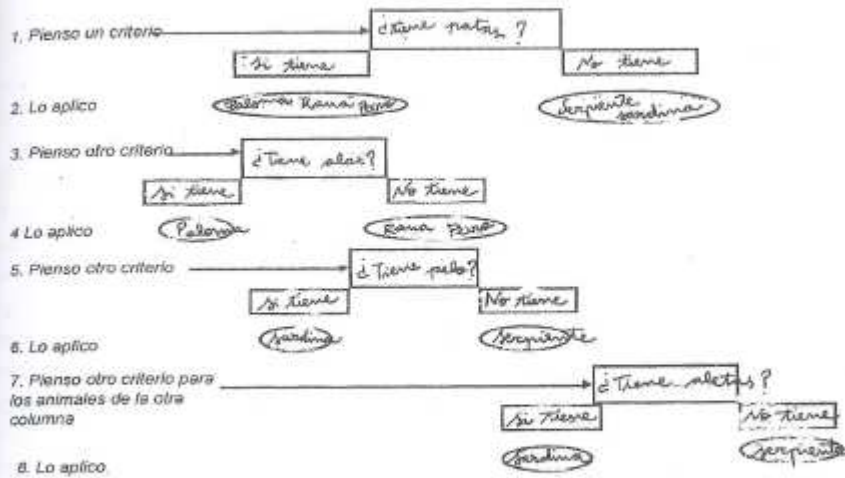 1. Pienso un criterio ¿Tiene patas?
Si tiene No tiene
2. Lo aplico Paloma Rana Perro Serpiente sardina
3. Pienso otro criterio ¿Tiene alas?
Si tiene No tiene
4 Lo aplico Paloma Rana Perro
5. Pienso otro criterio ¿Tiene pelo?
Si tiene No tiene
6. Lo aplico Sardina Serpiente
7. Pienso otro criterio para ¿Tiene aletas?
los animales de la otra Si tiene No tiene
columna
8. Lo aplico Sardina Serpiente